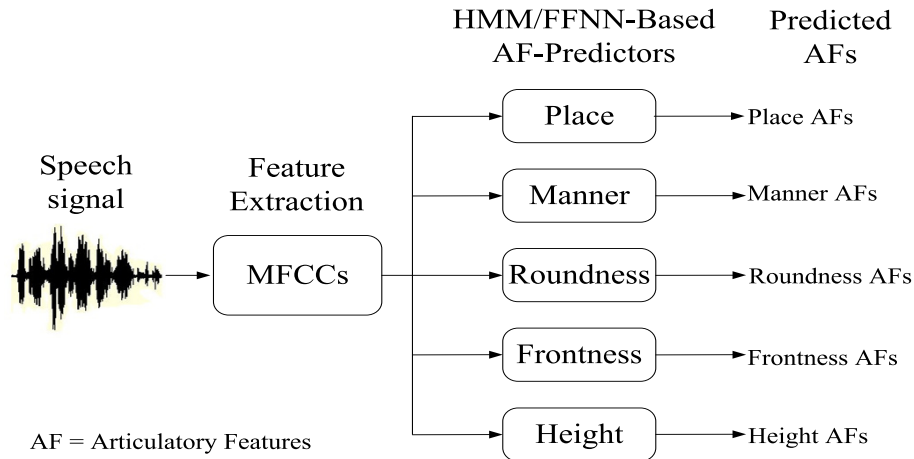 HMM/FFNN-Based
AF-Predictors
Predicted
AFs
Speech
signal
Feature
Extraction
MFCCs
Place
Place AFs
Manner
Manner AFs
Roundness
Roundness AFs
Frontness
Frontness AFs
Height
Height AFs
AF = Articulatory Features